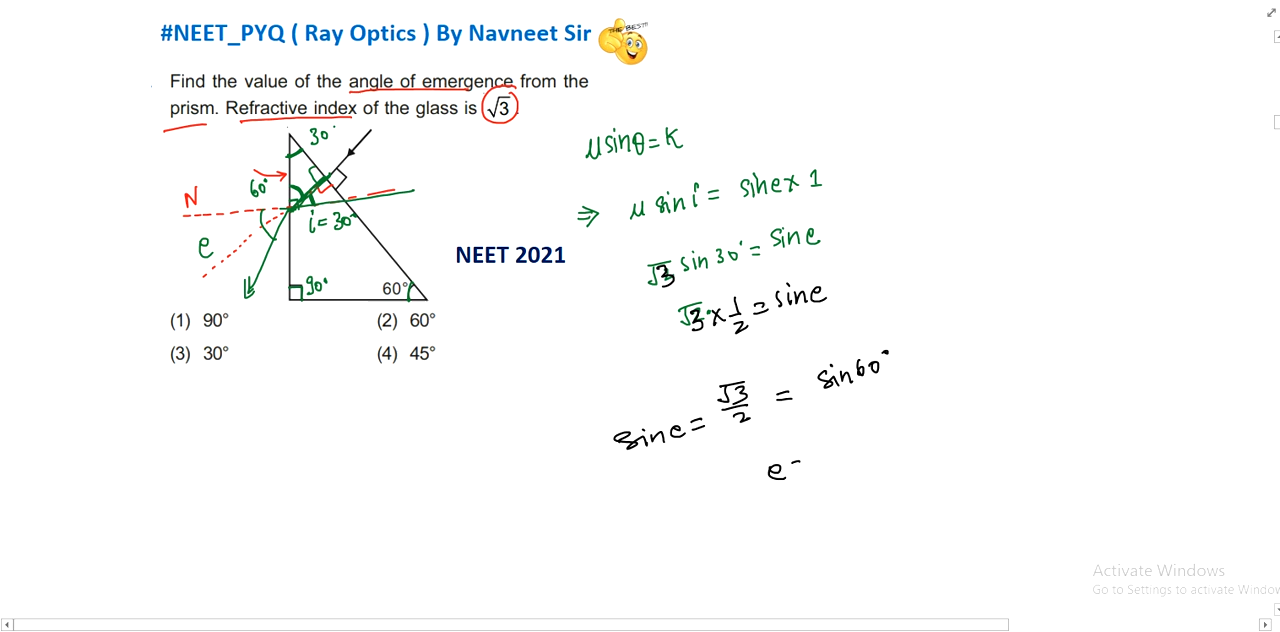 #NEET_PYQ ( Ray Optics ) By Navneet Sir
THE BEST!!
Find the value of the angle of emergence from the
prism. Refractive index of the glass is √3.
30°
60°
N
i = 30°
e
90°
60°
NEET 2021
(1) 90°
(2) 60°
(3) 30°
(4) 45°
μ sinθ = K
⇒ μ sin i = sin e × 1
√3 sin 30° = sin e
√3 × 1/2 = sin e
sin e = √3/2 = sin 60°
e -
Activate Windows
Go to Settings to activate Window